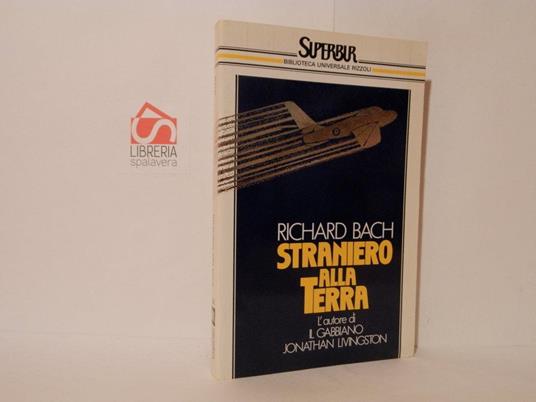 SUPERBUR
BIBLIOTECA UNIVERSALE RIZZOLI
LIBRERIA
spalavera
RICHARD BACH
STRANIERO
ALLA
TERRA
L'autore di
IL GABBIANO
JONATHAN LIVINGSTON